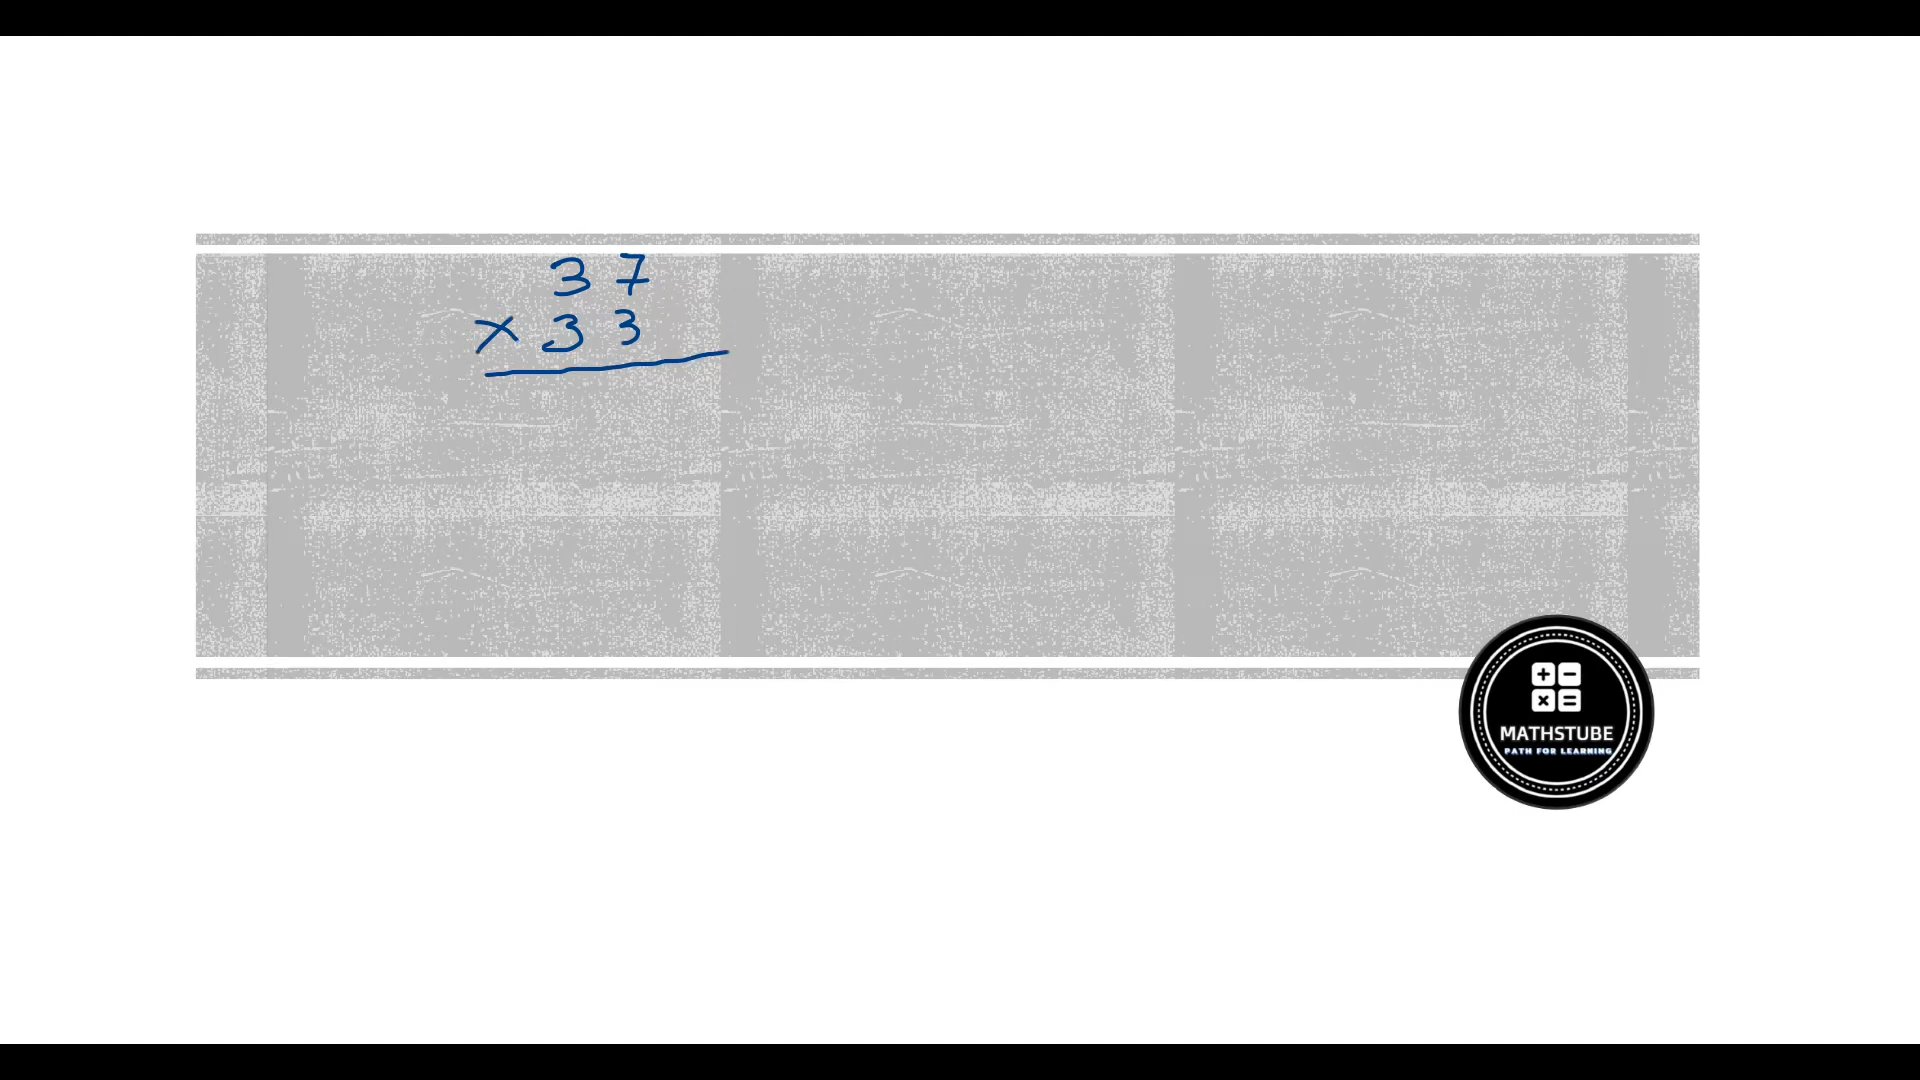 37
× 33
+ −
× =
MATHSTUBE
PATH FOR LEARNING